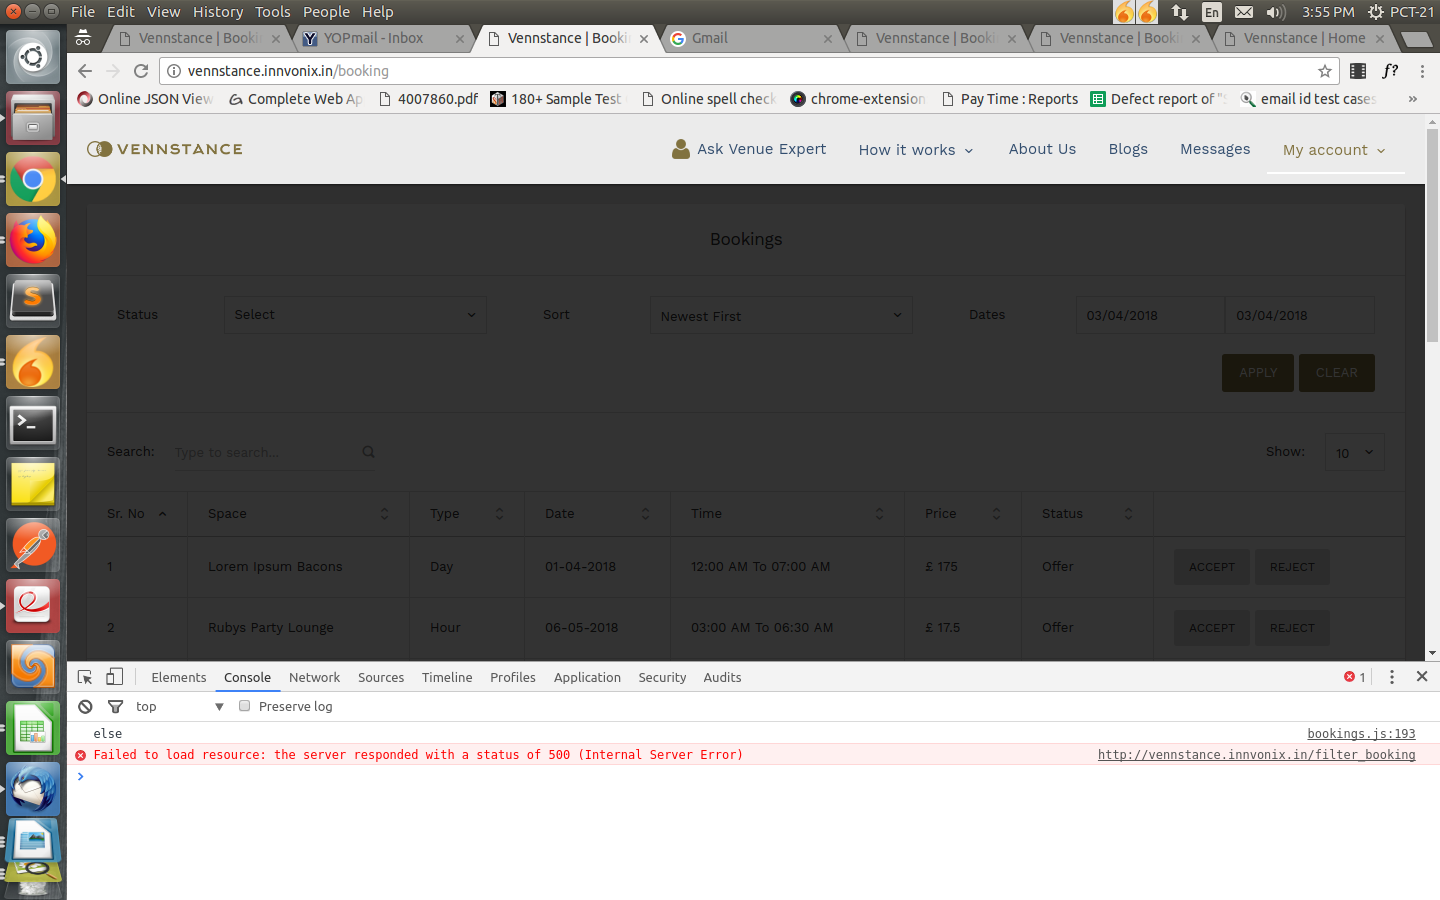 File Edit View History Tools People Help
En 3:55 PM PCT-21
Vennstance | Booki
YOPmail - Inbox
Vennstance | Booki
Gmail
Vennstance | Booki
Vennstance | Booki
Vennstance | Home
vennstance.innvonix.in/booking
Online JSON View
Complete Web Ap
4007860.pdf
180+ Sample Test
Online spell check
chrome-extension
Pay Time : Reports
Defect report of "S
email id test cases
»
VENNSTANCE
Ask Venue Expert
How it works
About Us
Blogs
Messages
My account
Bookings
Status Select Sort Newest First Dates 03/04/2018 03/04/2018
APPLY CLEAR
Search: Type to search... Show: 10
Sr. No Space Type Date Time Price Status
1 Lorem Ipsum Bacons Day 01-04-2018 12:00 AM To 07:00 AM £ 175 Offer ACCEPT REJECT
2 Rubys Party Lounge Hour 06-05-2018 03:00 AM To 06:30 AM £ 17.5 Offer ACCEPT REJECT
Elements Console Network Sources Timeline Profiles Application Security Audits 1
top Preserve log
else bookings.js:193
Failed to load resource: the server responded with a status of 500 (Internal Server Error) http://vennstance.innvonix.in/filter_booking